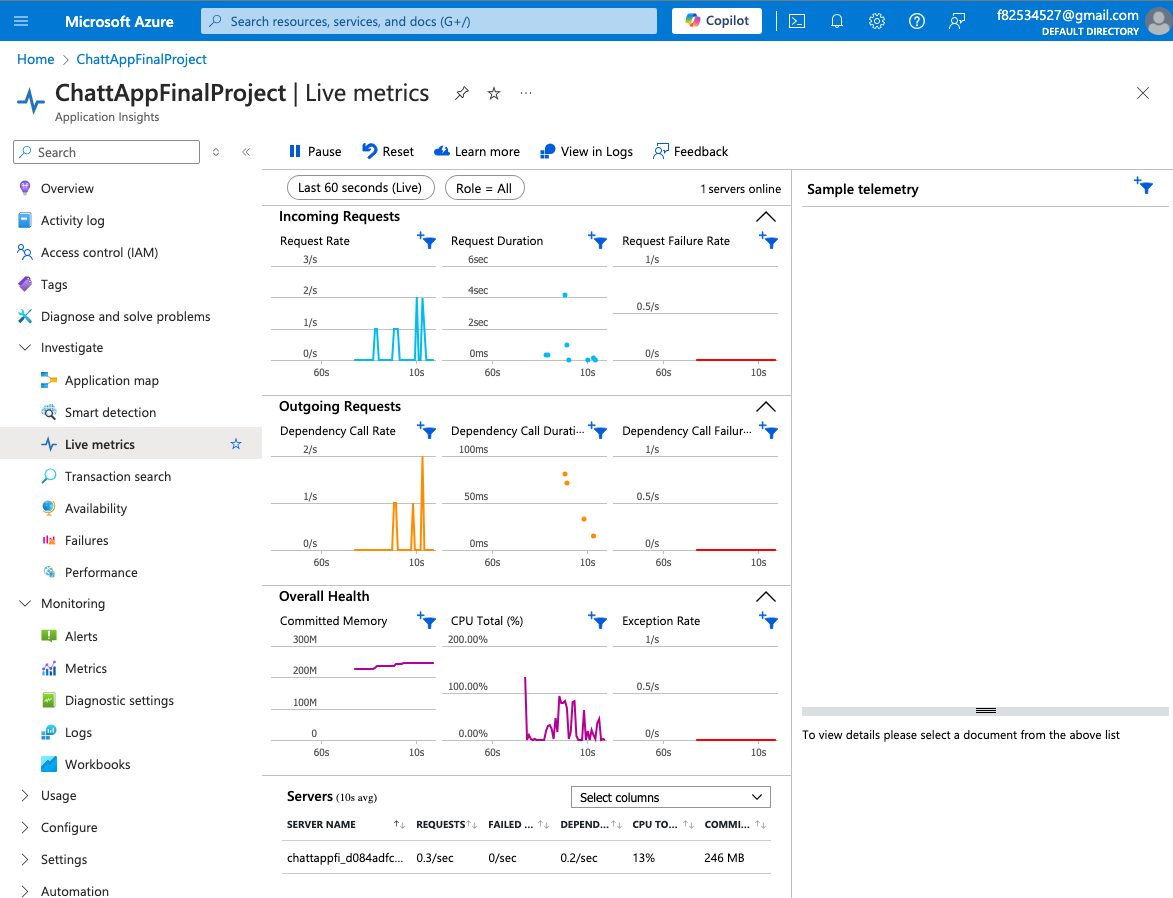 Microsoft Azure
Search resources, services, and docs (G+/)
Copilot
f82534527@gmail.com
DEFAULT DIRECTORY
Home > ChattAppFinalProject
ChattAppFinalProject | Live metrics
Application Insights
Search
Overview
Activity log
Access control (IAM)
Tags
Diagnose and solve problems
Investigate
Application map
Smart detection
Live metrics
Transaction search
Availability
Failures
Performance
Monitoring
Alerts
Metrics
Diagnostic settings
Logs
Workbooks
Usage
Configure
Settings
Automation
Pause Reset Learn more View in Logs Feedback
Last 60 seconds (Live) Role = All 1 servers online
Incoming Requests
Request Rate
3/s
2/s
1/s
0/s
60s 10s
Request Duration
6sec
4sec
2sec
0ms
60s 10s
Request Failure Rate
1/s
0.5/s
0/s
60s 10s
Outgoing Requests
Dependency Call Rate
2/s
1/s
0/s
60s 10s
Dependency Call Durati...
100ms
50ms
0ms
60s 10s
Dependency Call Failur...
1/s
0.5/s
0/s
60s 10s
Overall Health
Committed Memory
300M
200M
100M
0
60s 10s
CPU Total (%)
200.00%
100.00%
0.00%
60s 10s
Exception Rate
1/s
0.5/s
0/s
60s 10s
Servers (10s avg)
Select columns
SERVER NAME REQUESTS FAILED ... DEPEND... CPU TO... COMMI...
chattappfi_d084adfc... 0.3/sec 0/sec 0.2/sec 13% 246 MB
Sample telemetry
To view details please select a document from the above list